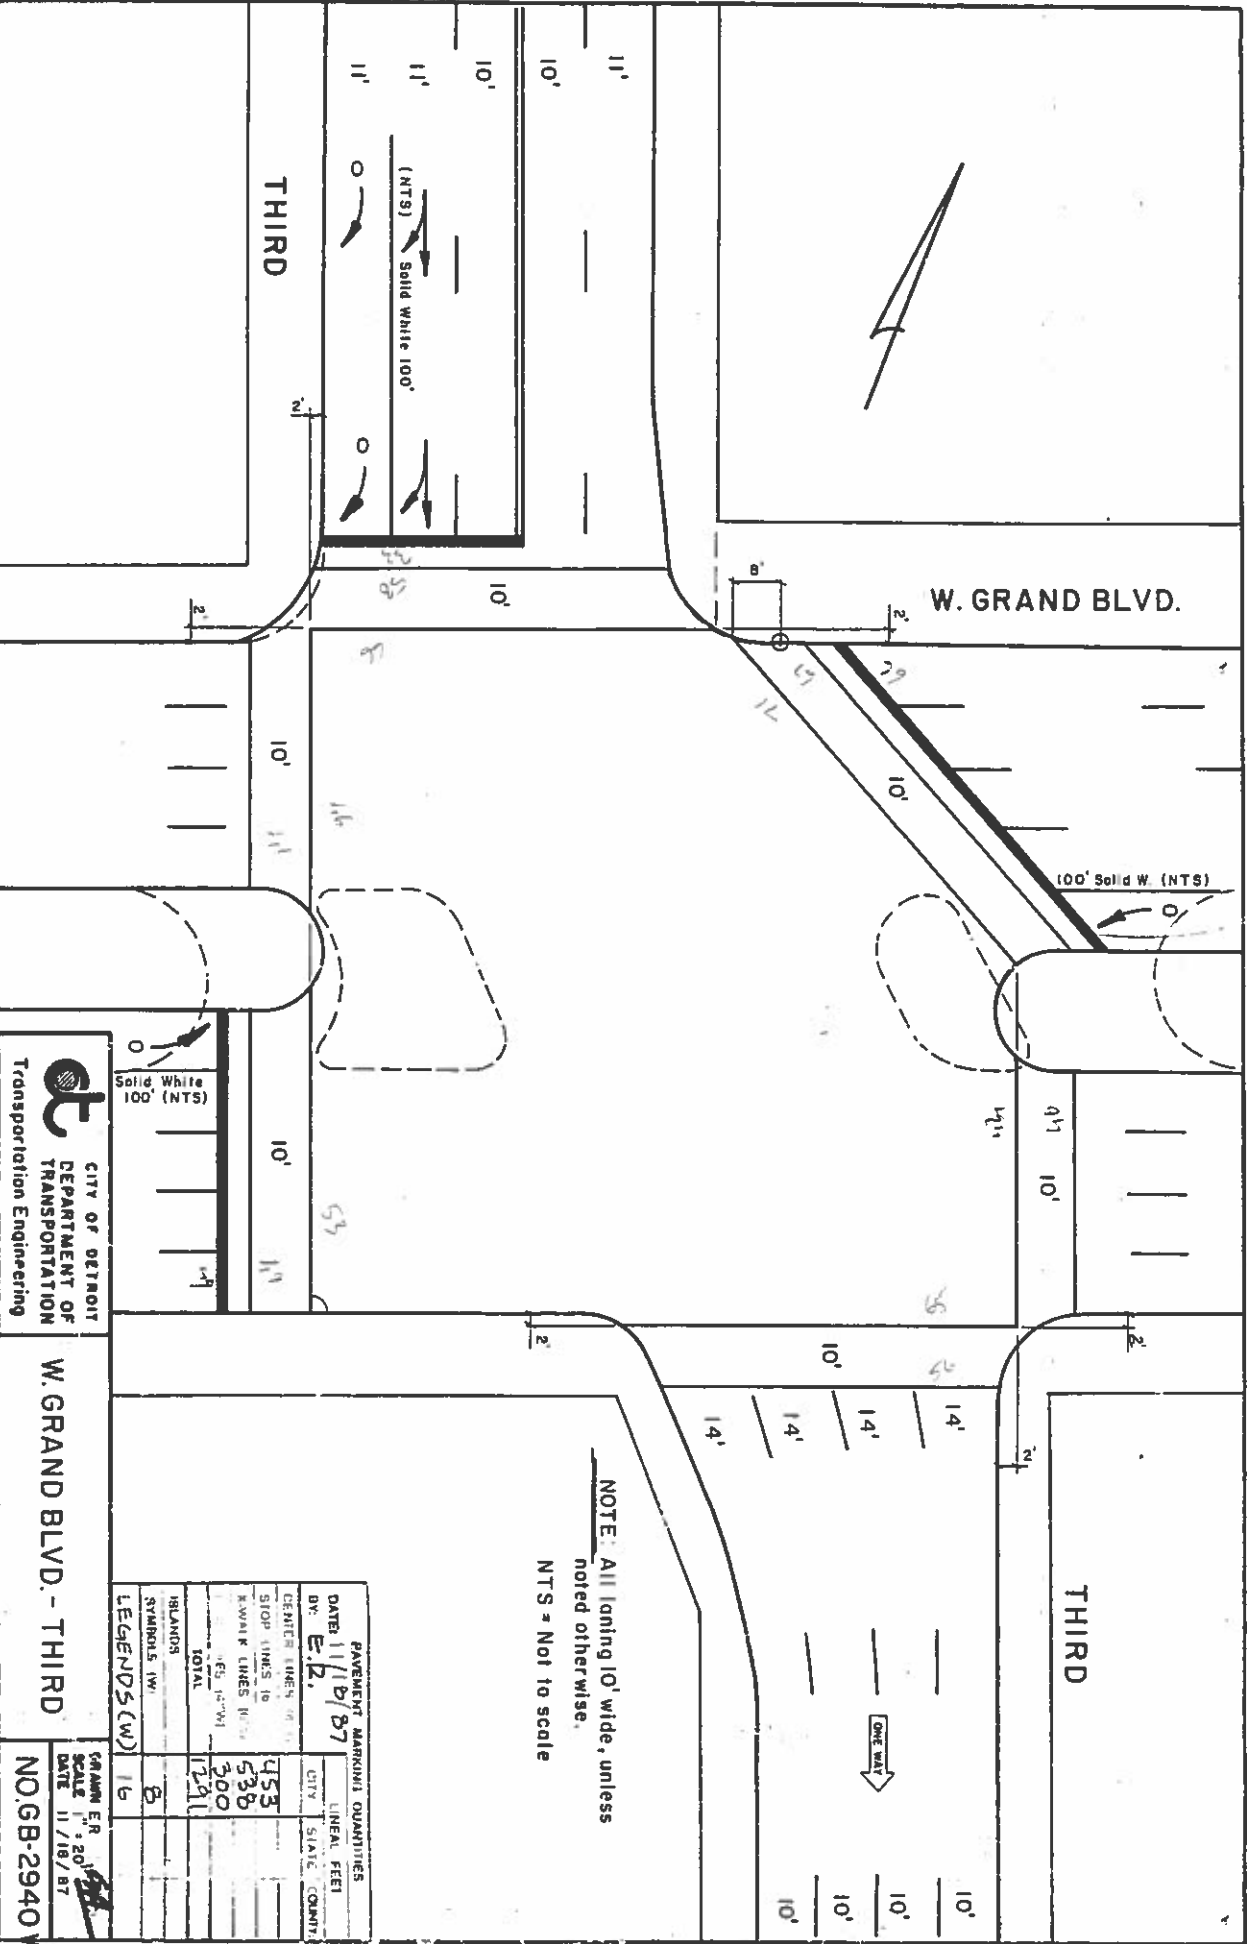 11'
10'
10'
11'
11'
(NTS) Solid White 100'
O
O
THIRD
2'
2'
10'
8'
2'
W. GRAND BLVD.
10'
100' Solid W. (NTS)
O
10'
10'
53
10'
O
Solid White
100' (NTS)
2'
10'
2'
2'
14'
14'
14'
14'
THIRD
ONE WAY
10'
10'
10'
10'
NOTE: All laning 10' wide, unless
noted otherwise.
NTS = Not to scale
PAVEMENT MARKING QUANTITIES
DATE: 11/18/87
LINEAL FEET
BY: E.R.
CITY STATE COUNTY
CENTER LINES
STOP LINES 453
X-WALK LINES 538
300
TOTAL 1291
ISLANDS
SYMBOLS (W) 8
LEGENDS (W) 16
dt
CITY OF DETROIT
DEPARTMENT OF
TRANSPORTATION
Transportation Engineering
W. GRAND BLVD. - THIRD
DRAWN ER
SCALE 1" = 20'
DATE 11/18/87
NO. GB-2940